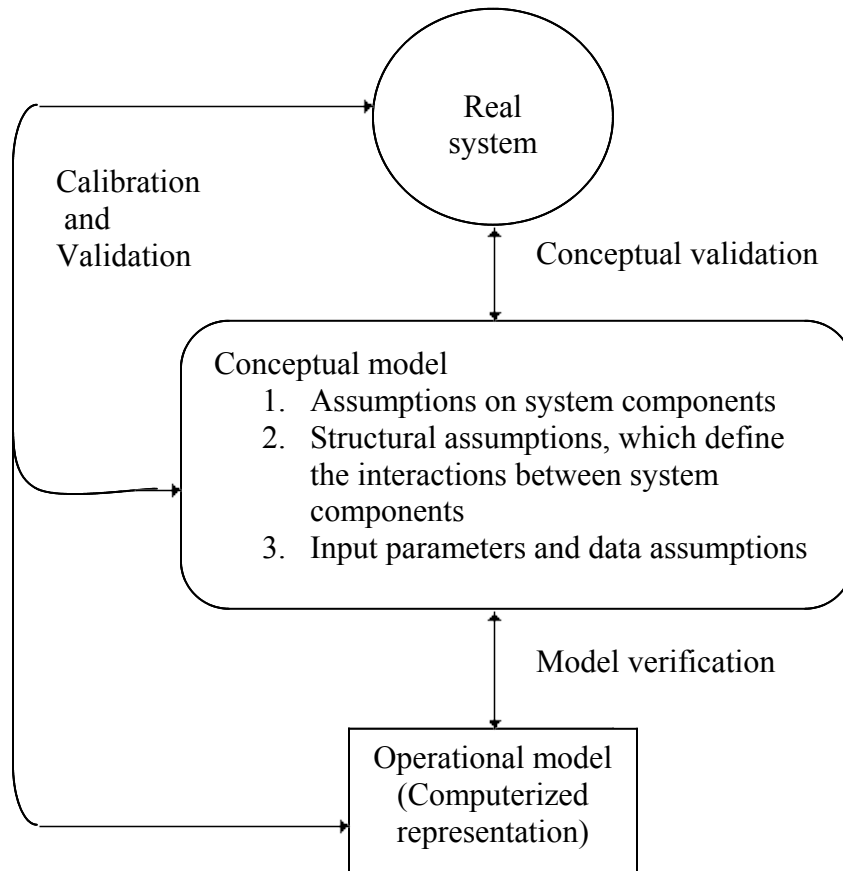 Real
system
Calibration
and
Validation
Conceptual validation
Conceptual model
1. Assumptions on system components
2. Structural assumptions, which define
the interactions between system
components
3. Input parameters and data assumptions
Model verification
Operational model
(Computerized
representation)